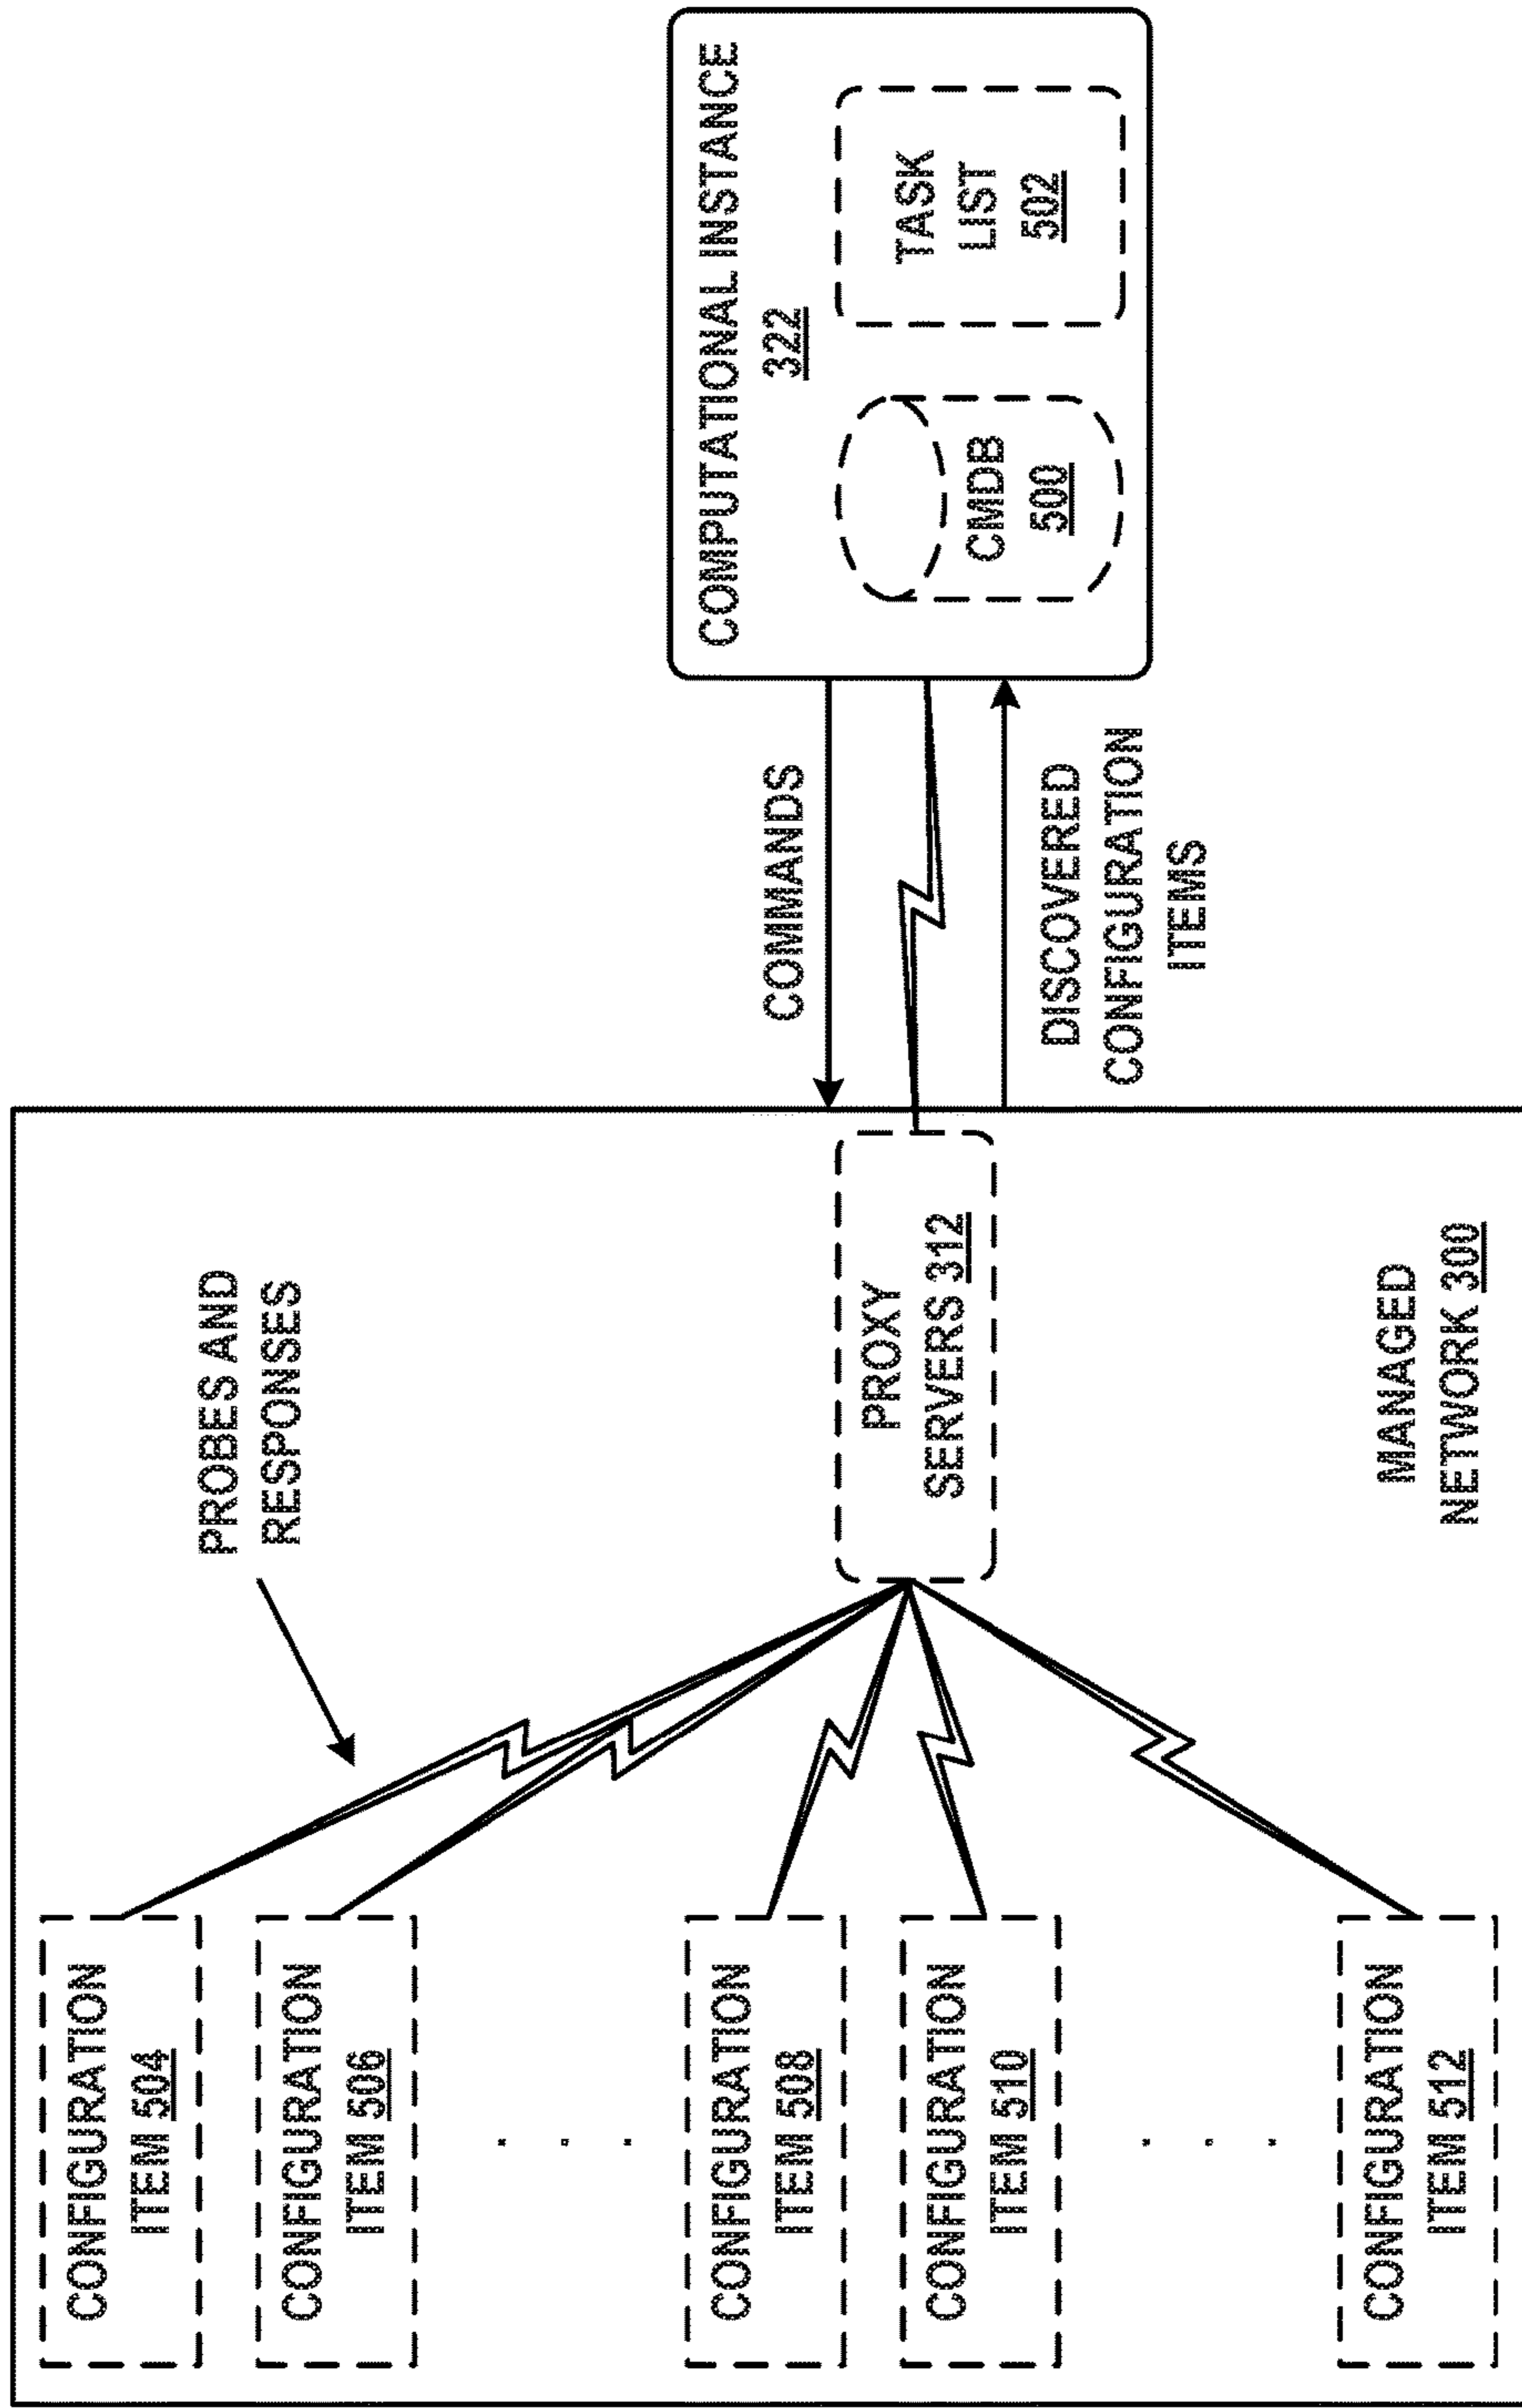 CONFIGURATION
ITEM 504
CONFIGURATION
ITEM 506
CONFIGURATION
ITEM 508
CONFIGURATION
ITEM 510
CONFIGURATION
ITEM 512
PROBES AND
RESPONSES
PROXY
SERVERS 312
MANAGED
NETWORK 300
COMMANDS
DISCOVERED
CONFIGURATION
ITEMS
COMPUTATIONAL INSTANCE
322
CMDB
500
TASK
LIST
502